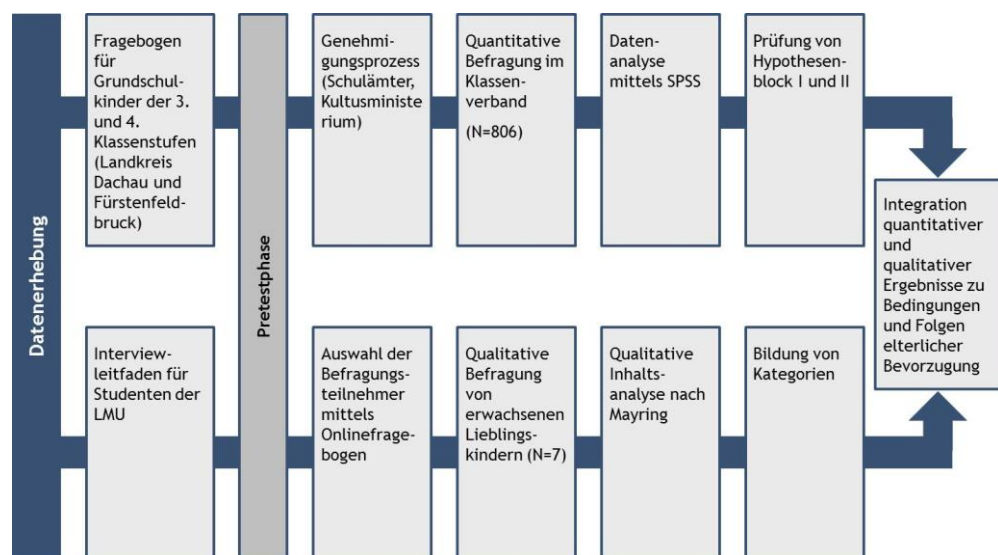 Datenerhebung
Fragebogen
für
Grundschul-
kinder der 3.
und 4.
Klassenstufen
(Landkreis
Dachau und
Fürstenfeld-
bruck)
Pretestphase
Genehmi-
gungsprozess
(Schulämter,
Kultusministe
rium)
Quantitative
Befragung im
Klassen-
verband
(N=806)
Daten-
analyse
mittels SPSS
Prüfung von
Hypothesen-
block I und II
Interview-
leitfaden für
Studenten der
LMU
Auswahl der
Befragungs-
teilnehmer
mittels
Onlinefrage-
bogen
Qualitative
Befragung
von
erwachsenen
Lieblings-
kindern (N=7)
Qualitative
Inhalts-
analyse nach
Mayring
Bildung von
Kategorien
Integration
quantitativer
und
qualitativer
Ergebnisse zu
Bedingungen
und Folgen
elterlicher
Bevorzugung